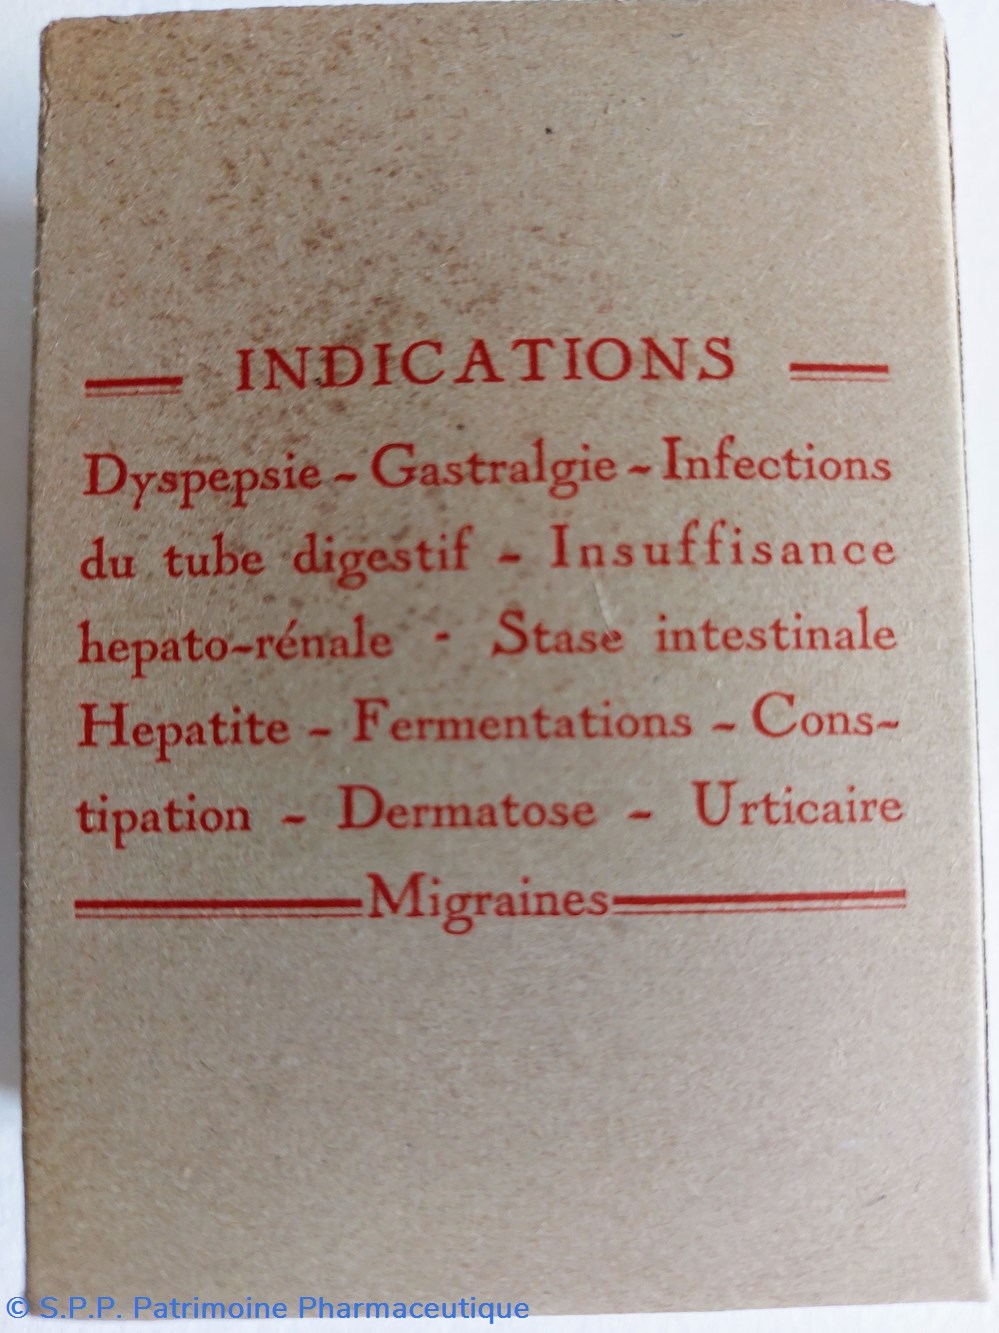 INDICATIONS
Dyspepsie - Gastralgie - Infections
du tube digestif - Insuffisance
hepato-rénale - Stase intestinale
Hepatite - Fermentations - Cons-
tipation - Dermatose - Urticaire
Migraines
© S.P.P. Patrimoine Pharmaceutique